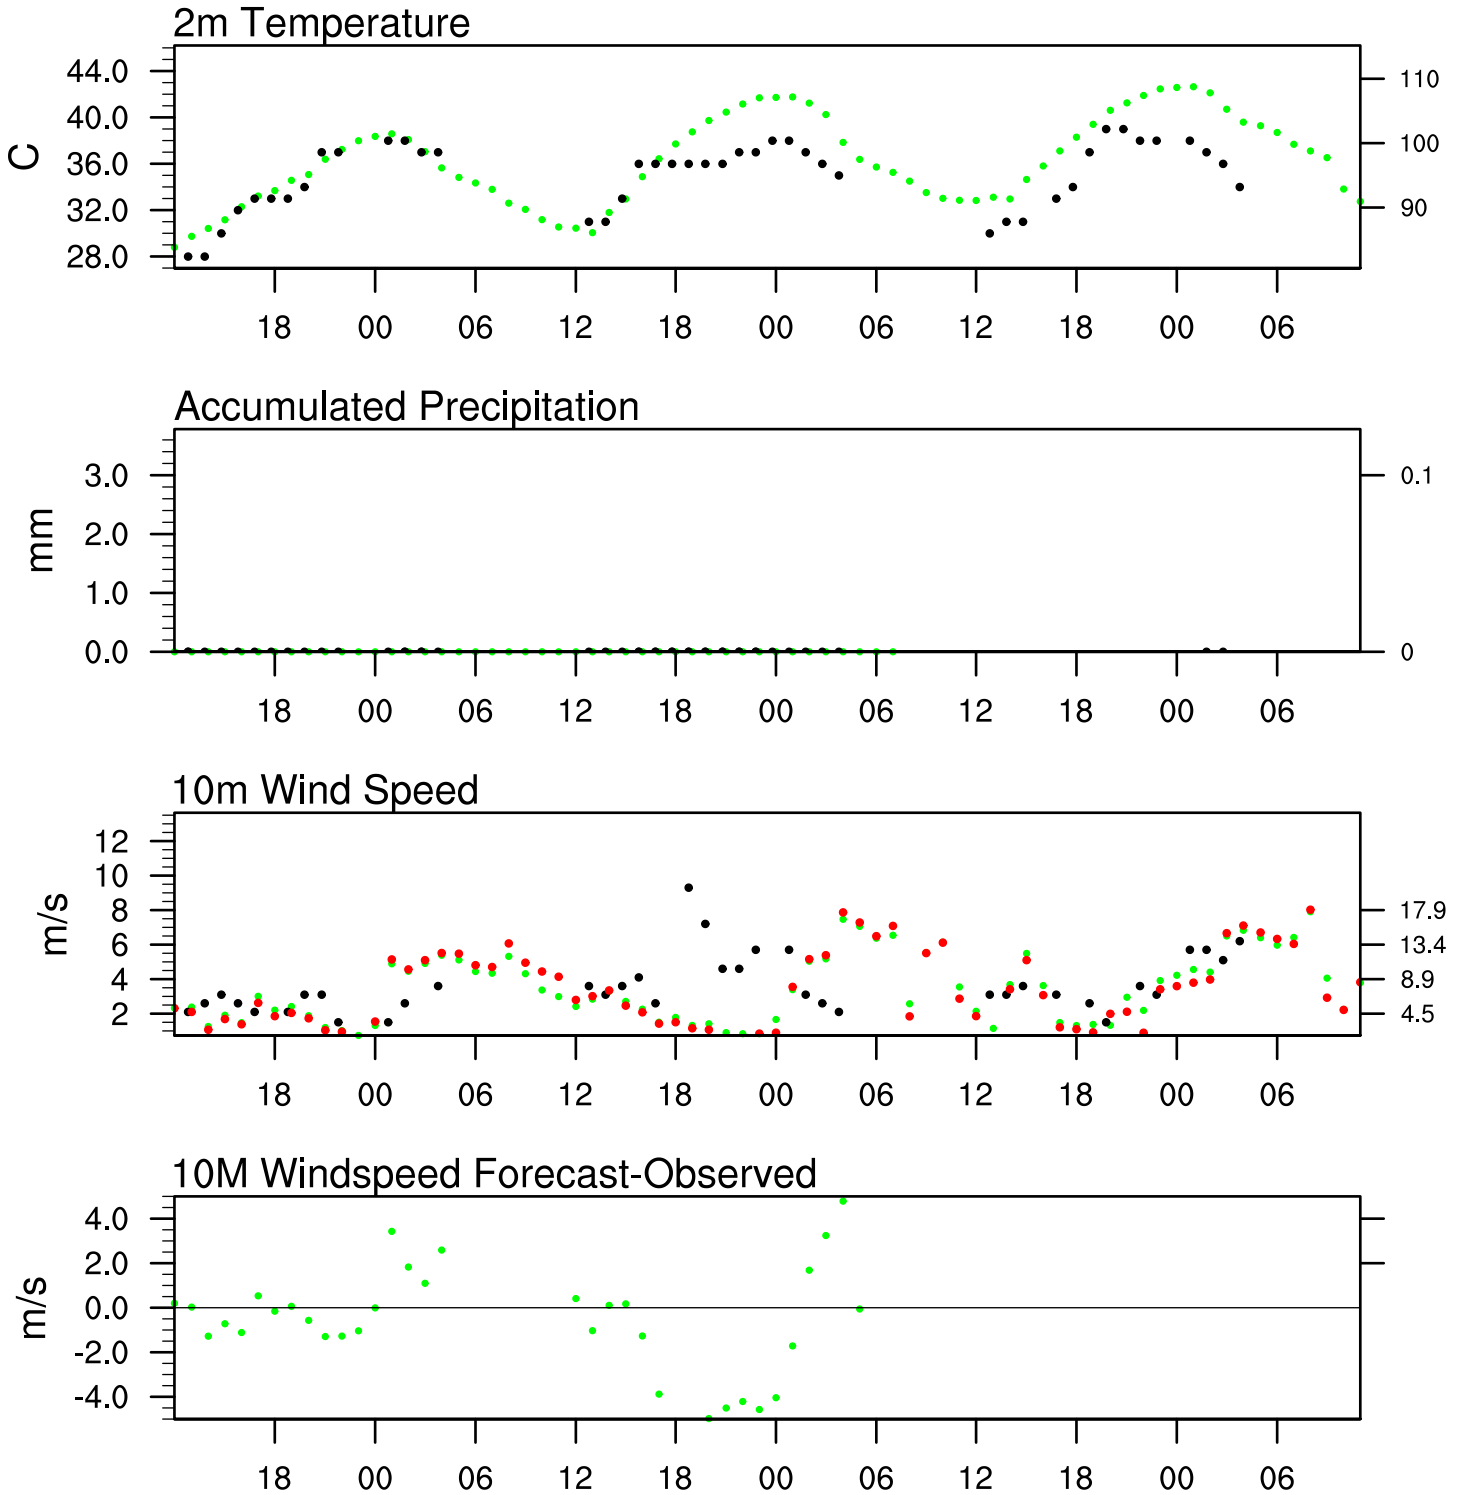 2m Temperature
44.0
40.0
36.0
32.0
28.0
C
110
100
90
18 00 06 12 18 00 06 12 18 00 06
Accumulated Precipitation
3.0
2.0
1.0
0.0
mm
0.1
0
18 00 06 12 18 00 06 12 18 00 06
10m Wind Speed
12
10
8
6
4
2
m/s
17.9
13.4
8.9
4.5
18 00 06 12 18 00 06 12 18 00 06
10M Windspeed Forecast-Observed
4.0
2.0
0.0
-2.0
-4.0
m/s
18 00 06 12 18 00 06 12 18 00 06